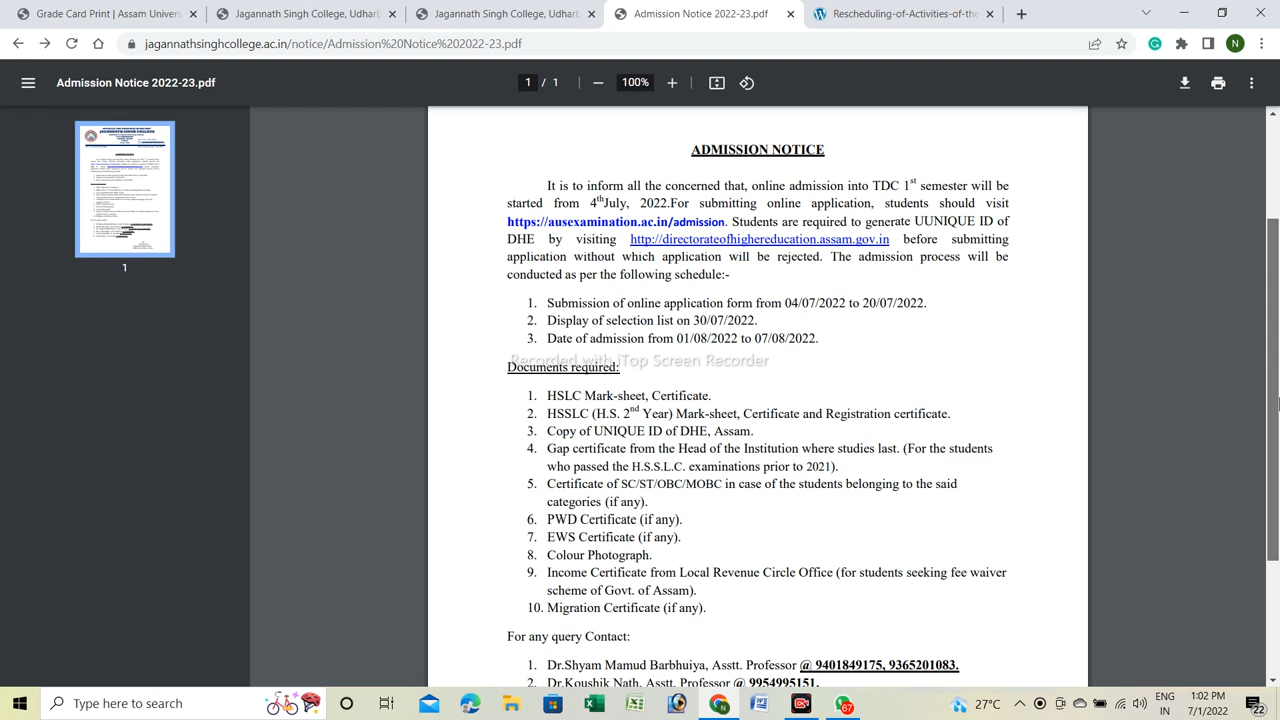 Grade Card Print | Assam Univers
Jagannath Singh College, Udharb
Jagannath Singh College, Udharb
Admission Notice 2022-23.pdf
Rescheduling-of-Activities-of-the
jagannathsinghcollege.ac.in/notice/Admission%20Notice%202022-23.pdf
N
Admission Notice 2022-23.pdf
1 / 1
100%
1
ADMISSION NOTICE
inform all the concerned that, online admission into TDC 1st semester will be
started from 4th July, 2022.For submitting online application, students should visit
https://onlineadmission.ac.in/admission. Students are requested to generate UUNIQUE ID of
DHE by visiting http://directorateofhighereducation.assam.gov.in before submitting
application without which application will be rejected. The admission process will be
conducted as per the following schedule:-
1. Submission of online application form from 04/07/2022 to 20/07/2022.
2. Display of selection list on 30/07/2022.
3. Date of admission from 01/08/2022 to 07/08/2022.
Recorded with iTop Screen Recorder
Documents required:
1. HSLC Mark-sheet, Certificate.
2. HSSLC (H.S. 2nd Year) Mark-sheet, Certificate and Registration certificate.
3. Copy of UNIQUE ID of DHE, Assam.
4. Gap certificate from the Head of the Institution where studies last. (For the students
who passed the H.S.S.L.C. examinations prior to 2021).
5. Certificate of SC/ST/OBC/MOBC in case of the students belonging to the said
categories (if any).
6. PWD Certificate (if any).
7. EWS Certificate (if any).
8. Colour Photograph.
9. Income Certificate from Local Revenue Circle Office (for students seeking fee waiver
scheme of Govt. of Assam).
10. Migration Certificate (if any).
For any query Contact:
1. Dr.Shyam Mamud Barbhuiya, Asstt. Professor @ 9401849175, 9365201083.
2. Dr.Koushik Nath, Asstt. Professor @ 9954995151.
Type here to search
67
27°C
ENG
IN
1:02 PM
7/1/2022
22